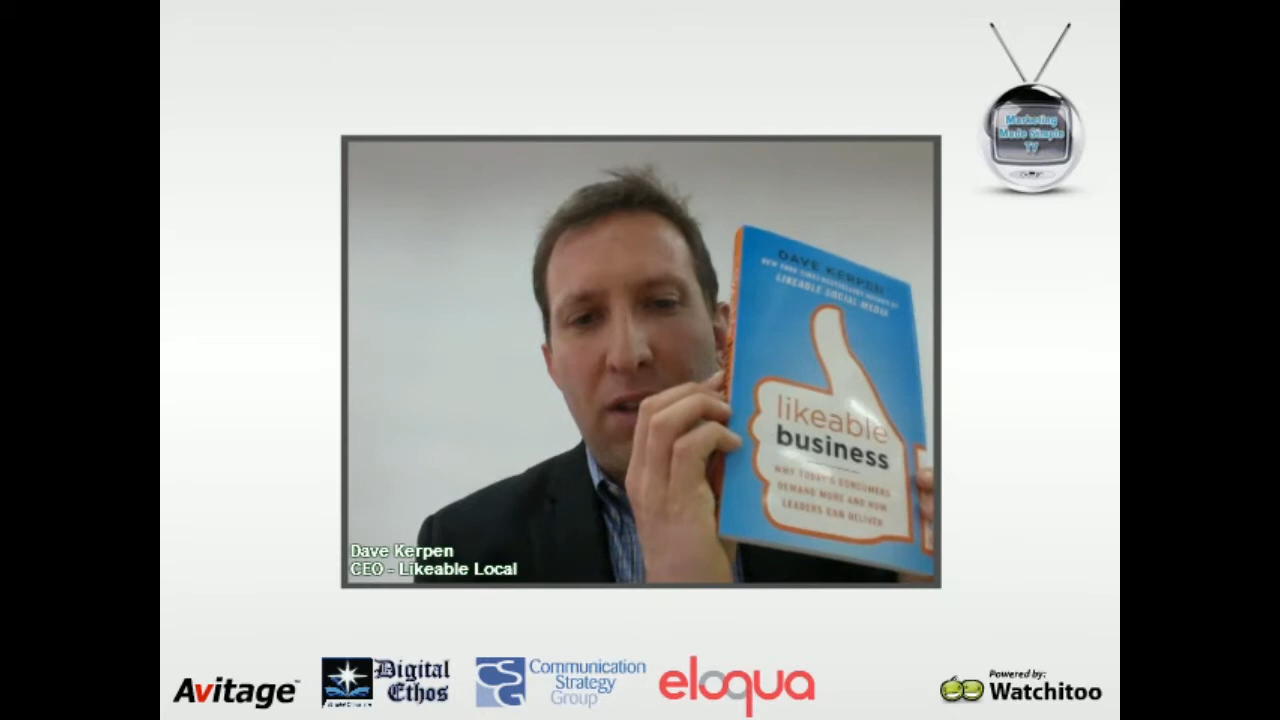 Marketing
Made Simple
TV
DAVE KERPEN
NEW YORK TIMES BESTSELLING AUTHOR OF
LIKEABLE SOCIAL MEDIA
likeable
business
WHY TODAY'S CONSUMERS
DEMAND MORE AND HOW
LEADERS CAN DELIVER
Dave Kerpen
CEO - Likeable Local
Avitage
Digital
Ethos
Communication
Strategy
Group
eloqua
Powered by:
Watchitoo